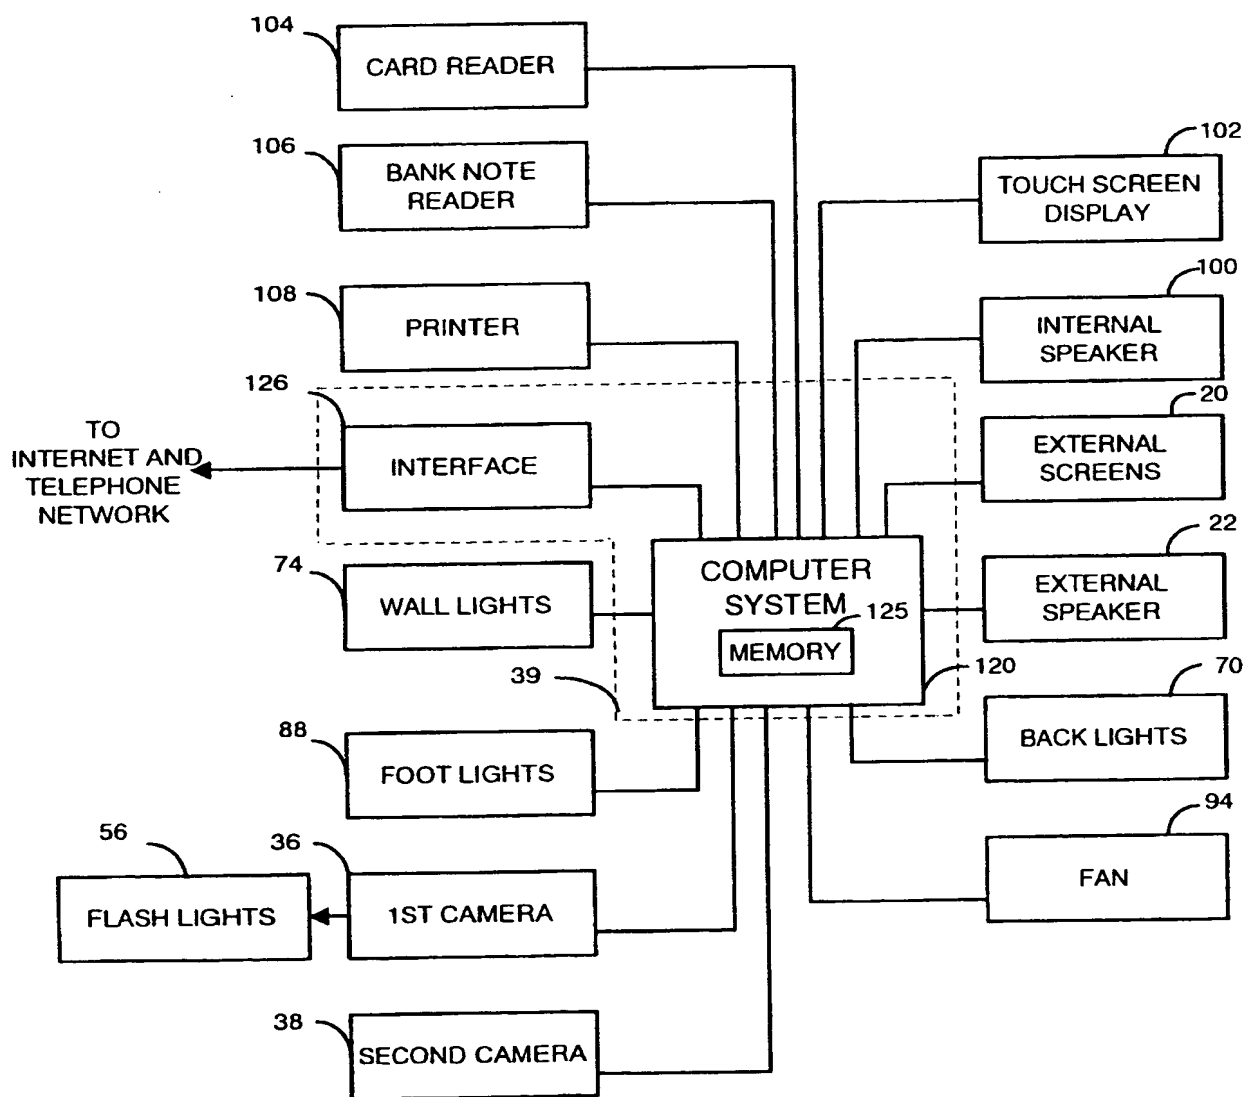 104
CARD READER
106
BANK NOTE
READER
102
TOUCH SCREEN
DISPLAY
108
PRINTER
100
INTERNAL
SPEAKER
126
INTERFACE
TO
INTERNET AND
TELEPHONE
NETWORK
20
EXTERNAL
SCREENS
74
WALL LIGHTS
COMPUTER
SYSTEM
125
MEMORY
120
39
22
EXTERNAL
SPEAKER
70
BACK LIGHTS
88
FOOT LIGHTS
94
FAN
56
FLASH LIGHTS
36
1ST CAMERA
38
SECOND CAMERA